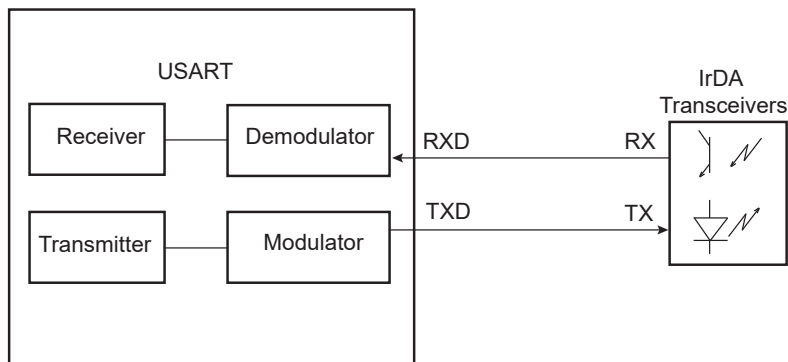 USART
IrDA
Transceivers
Receiver
Demodulator
RXD
RX
Transmitter
Modulator
TXD
TX